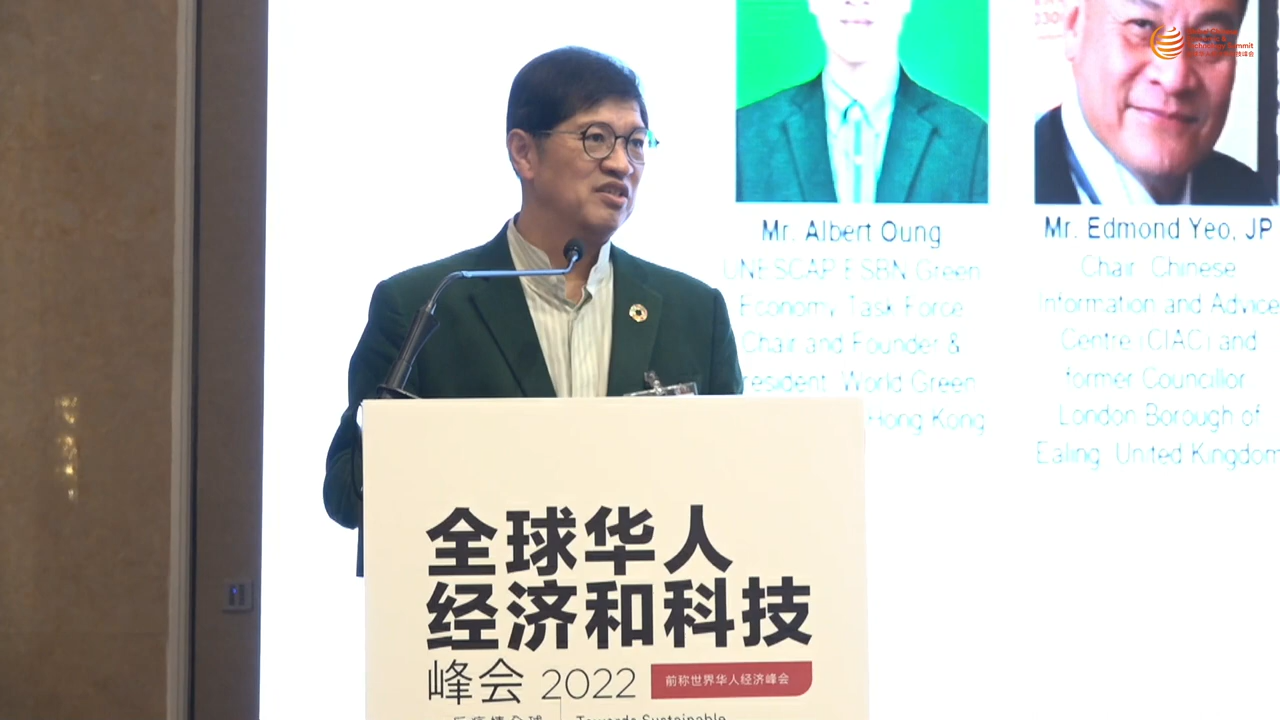 Technology Summit
Mr. Albert Oung
UNESCAP ESBN Green
Economy Task Force
Chair and Founder &
President, World Green
Hong Kong
Mr. Edmond Yeo, JP
Chair, Chinese
Information and Advice
Centre (CIAC) and
former Councillor,
London Borough of
Ealing, United Kingdom
全球华人
经济和科技
峰会 2022
前称世界华人经济峰会
Towards Sustainable